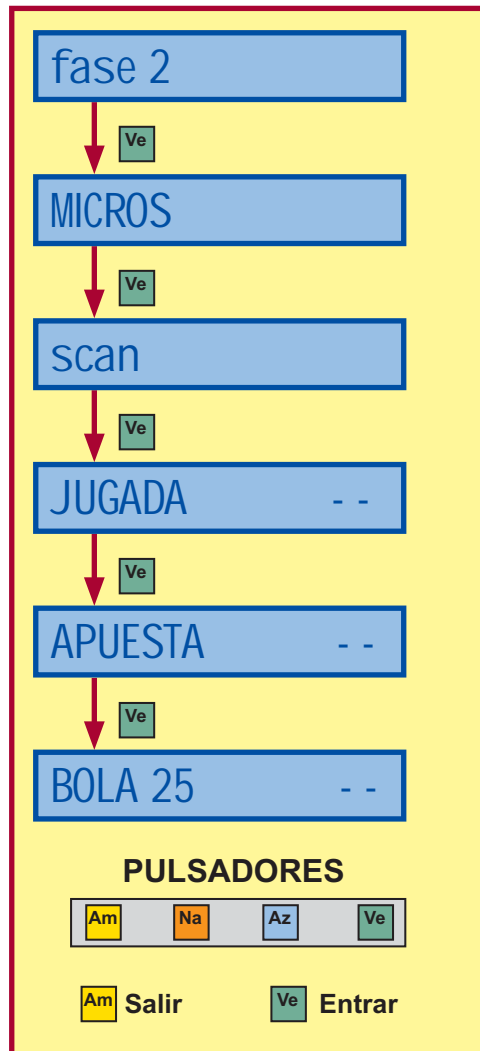 fase 2
Ve
MICROS
Ve
scan
Ve
JUGADA - -
Ve
APUESTA - -
Ve
BOLA 25 - -
PULSADORES
Am Na Az Ve
Am Salir Ve Entrar